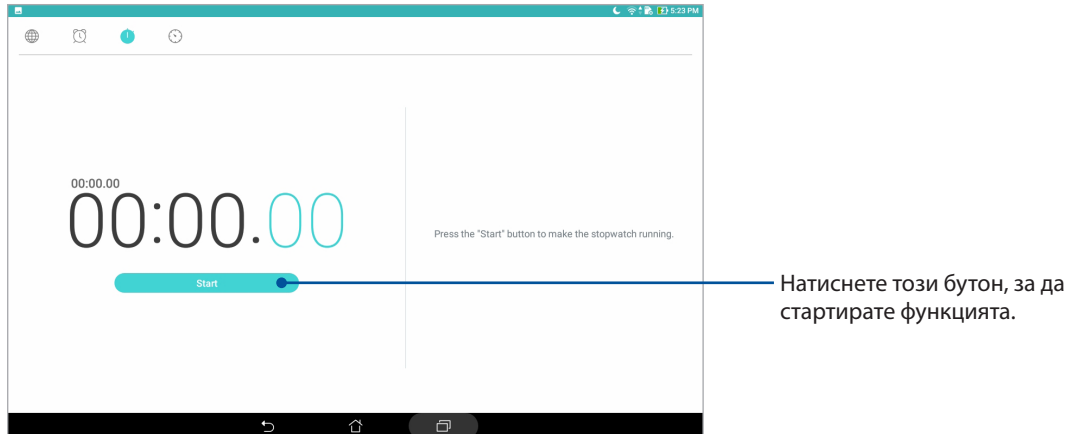 5:23 PM
00:00.00
00:00.00
Press the "Start" button to make the stopwatch running.
Start
Натиснете този бутон, за да
стартирате функцията.